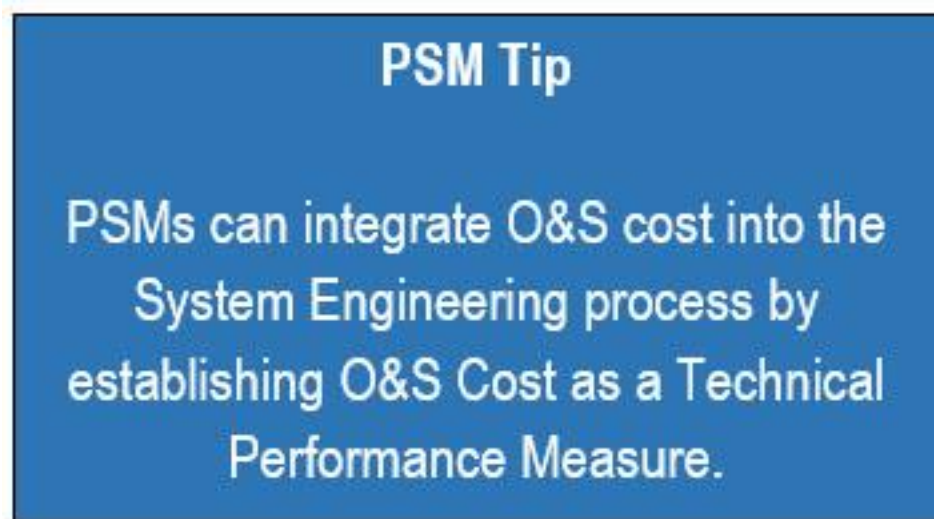 PSM Tip
PSMs can integrate O&S cost into the
System Engineering process by
establishing O&S Cost as a Technical
Performance Measure.